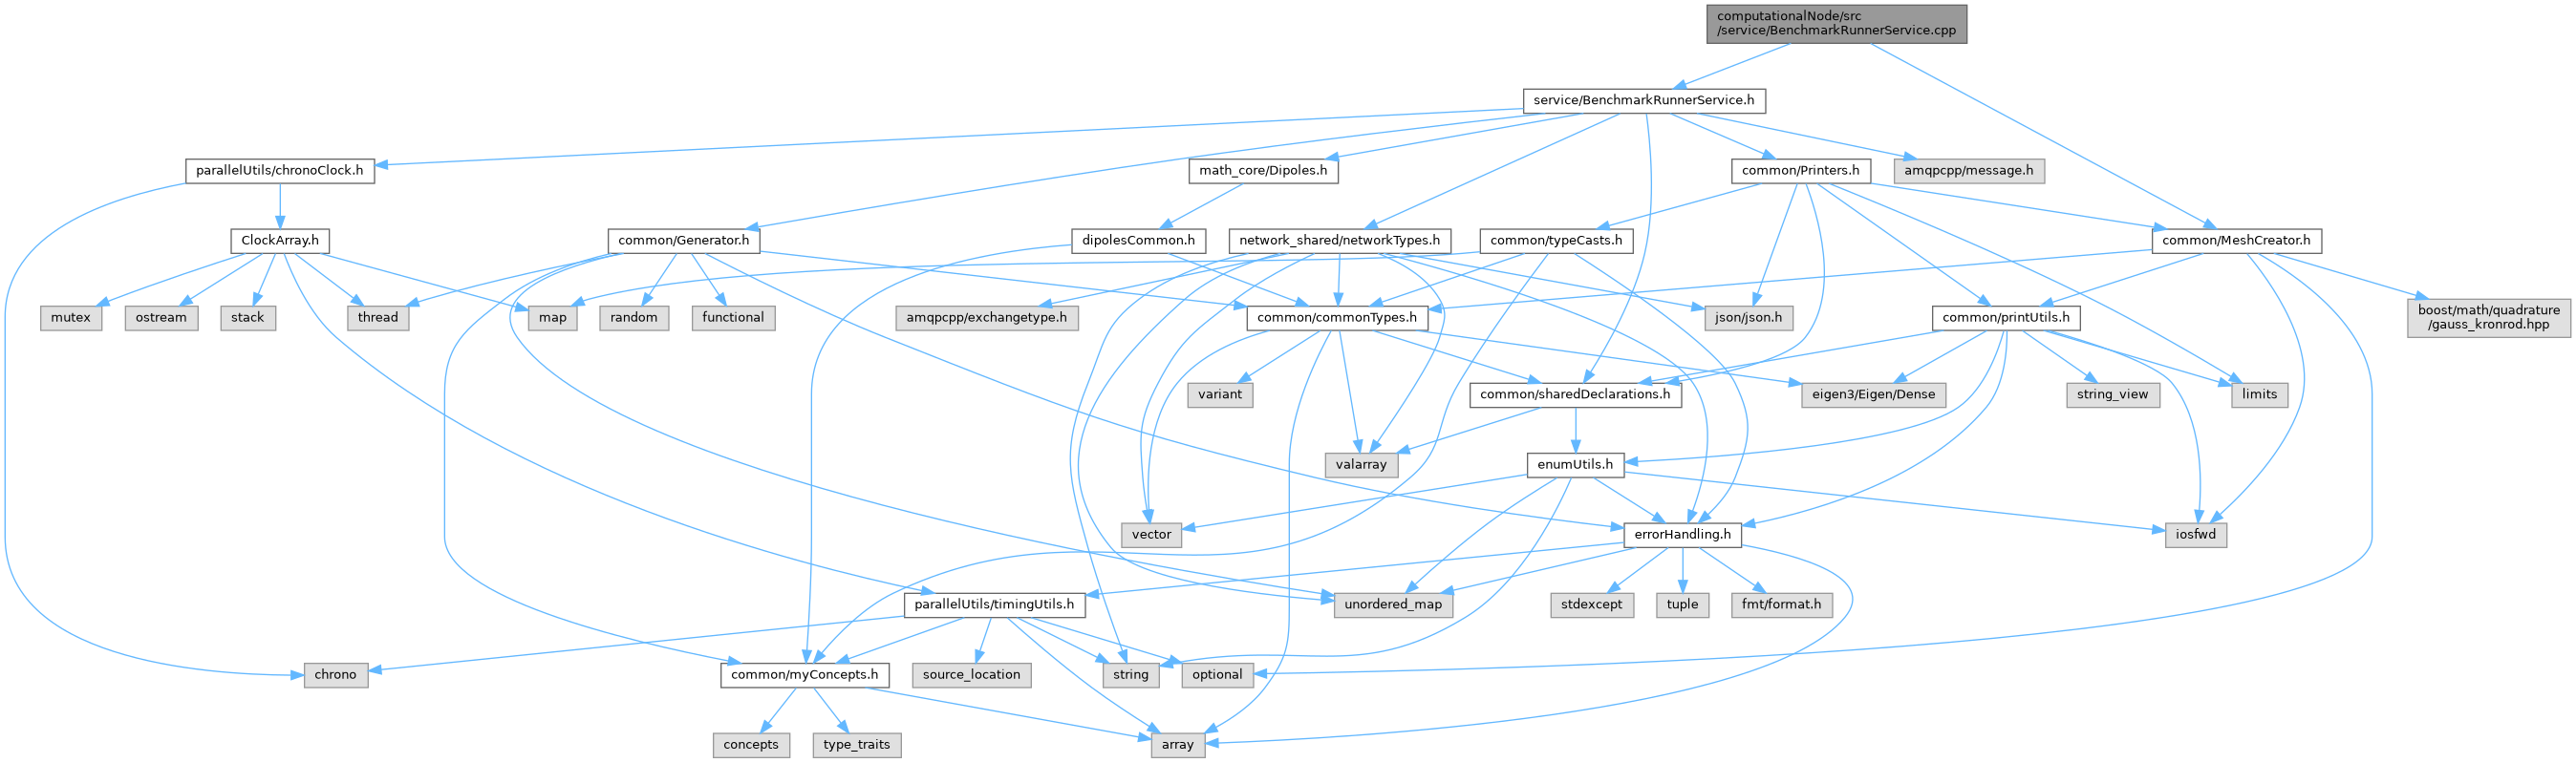 computationalNode/src
/service/BenchmarkRunnerService.cpp
service/BenchmarkRunnerService.h
parallelUtils/chronoClock.h
math_core/Dipoles.h
common/Printers.h
amqpcpp/message.h
ClockArray.h
common/Generator.h
dipolesCommon.h
network_shared/networkTypes.h
common/typeCasts.h
common/MeshCreator.h
mutex
ostream
stack
thread
map
random
functional
amqpcpp/exchangetype.h
common/commonTypes.h
json/json.h
common/printUtils.h
boost/math/quadrature
/gauss_kronrod.hpp
variant
common/sharedDeclarations.h
eigen3/Eigen/Dense
string_view
limits
valarray
enumUtils.h
vector
errorHandling.h
iosfwd
parallelUtils/timingUtils.h
unordered_map
stdexcept
tuple
fmt/format.h
chrono
common/myConcepts.h
source_location
string
optional
concepts
type_traits
array